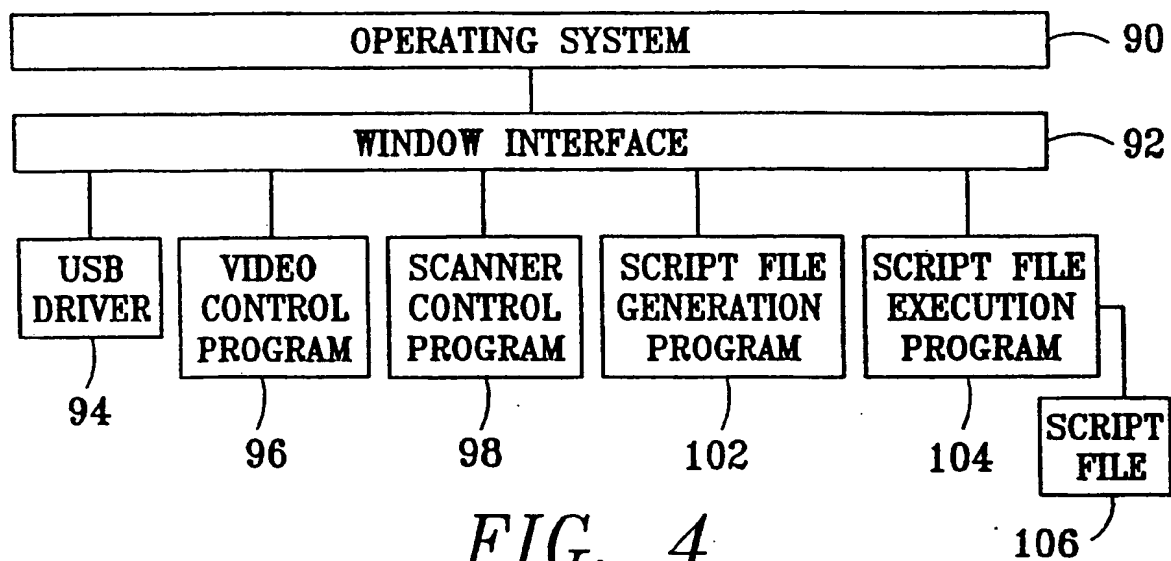 OPERATING SYSTEM
90
WINDOW INTERFACE
92
USB
DRIVER
94
VIDEO
CONTROL
PROGRAM
96
SCANNER
CONTROL
PROGRAM
98
SCRIPT FILE
GENERATION
PROGRAM
102
SCRIPT FILE
EXECUTION
PROGRAM
104
SCRIPT
FILE
106
FIG. 4